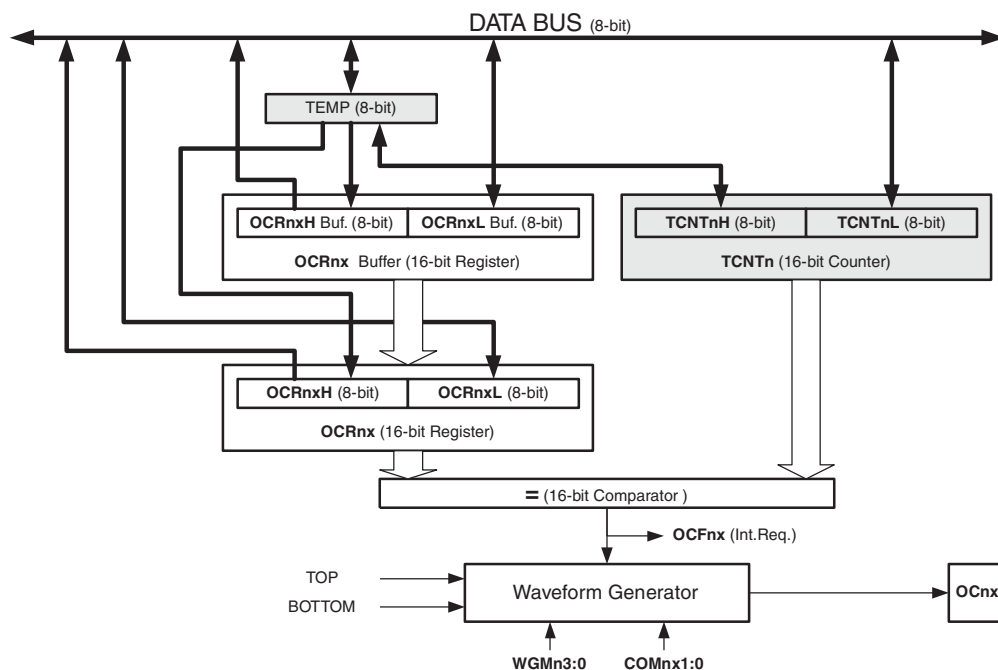 DATA BUS (8-bit)
TEMP (8-bit)
OCRnxH Buf. (8-bit) OCRnxL Buf. (8-bit)
OCRnx Buffer (16-bit Register)
TCNTnH (8-bit) TCNTnL (8-bit)
TCNTn (16-bit Counter)
OCRnxH (8-bit) OCRnxL (8-bit)
OCRnx (16-bit Register)
= (16-bit Comparator )
OCFnx (Int.Req.)
TOP
BOTTOM
Waveform Generator
OCnx
WGMn3:0 COMnx1:0